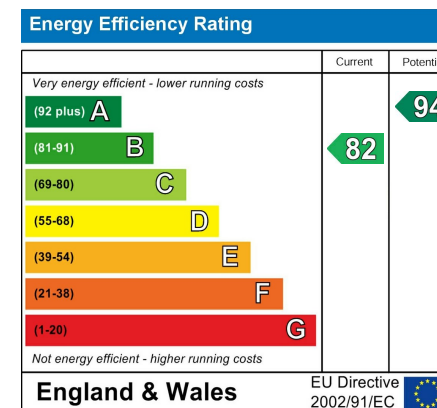 Energy Efficiency Rating
Current Potenti
Very energy efficient - lower running costs
(92 plus) A
94
(81-91) B
82
(69-80) C
(55-68) D
(39-54) E
(21-38) F
(1-20) G
Not energy efficient - higher running costs
England & Wales
EU Directive
2002/91/EC